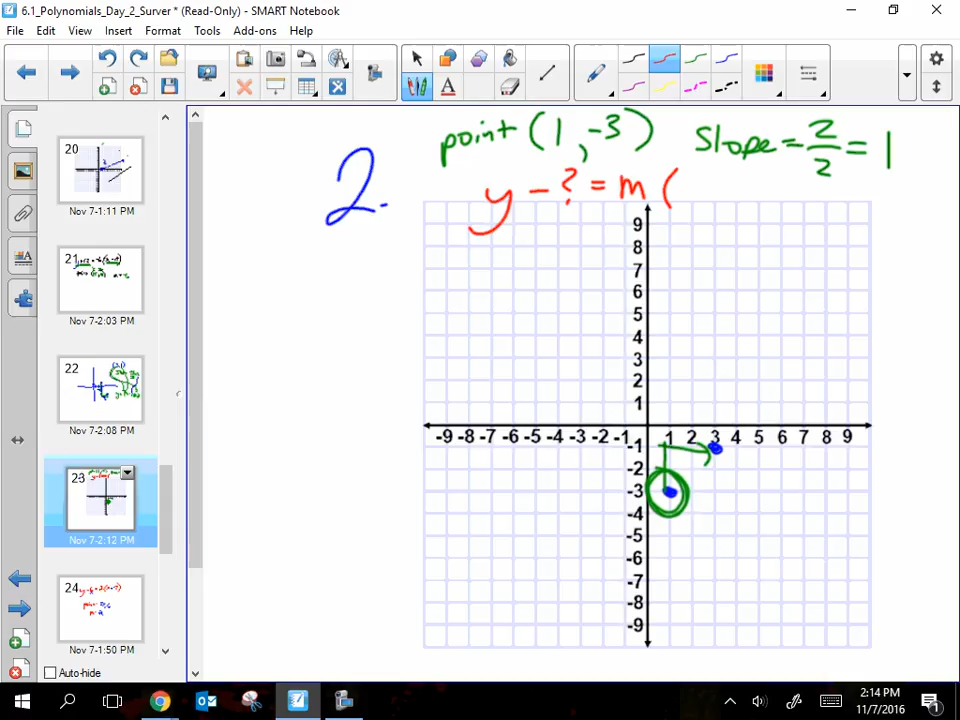 6.1_Polynomials_Day_2_Surver * (Read-Only) - SMART Notebook
File Edit View Insert Format Tools Add-ons Help
20
Nov 7-1:11 PM
21
Nov 7-2:03 PM
22
Nov 7-2:08 PM
23
Nov 7-2:12 PM
24
Nov 7-1:50 PM
Auto-hide
point (1, -3) slope = 2/2 = 1
2.
y - ? = m (
9
8
7
6
5
4
3
2
1
-9 -8 -7 -6 -5 -4 -3 -2 -1 1 2 3 4 5 6 7 8 9
-1
-2
-3
-4
-5
-6
-7
-8
-9
2:14 PM
11/7/2016
1